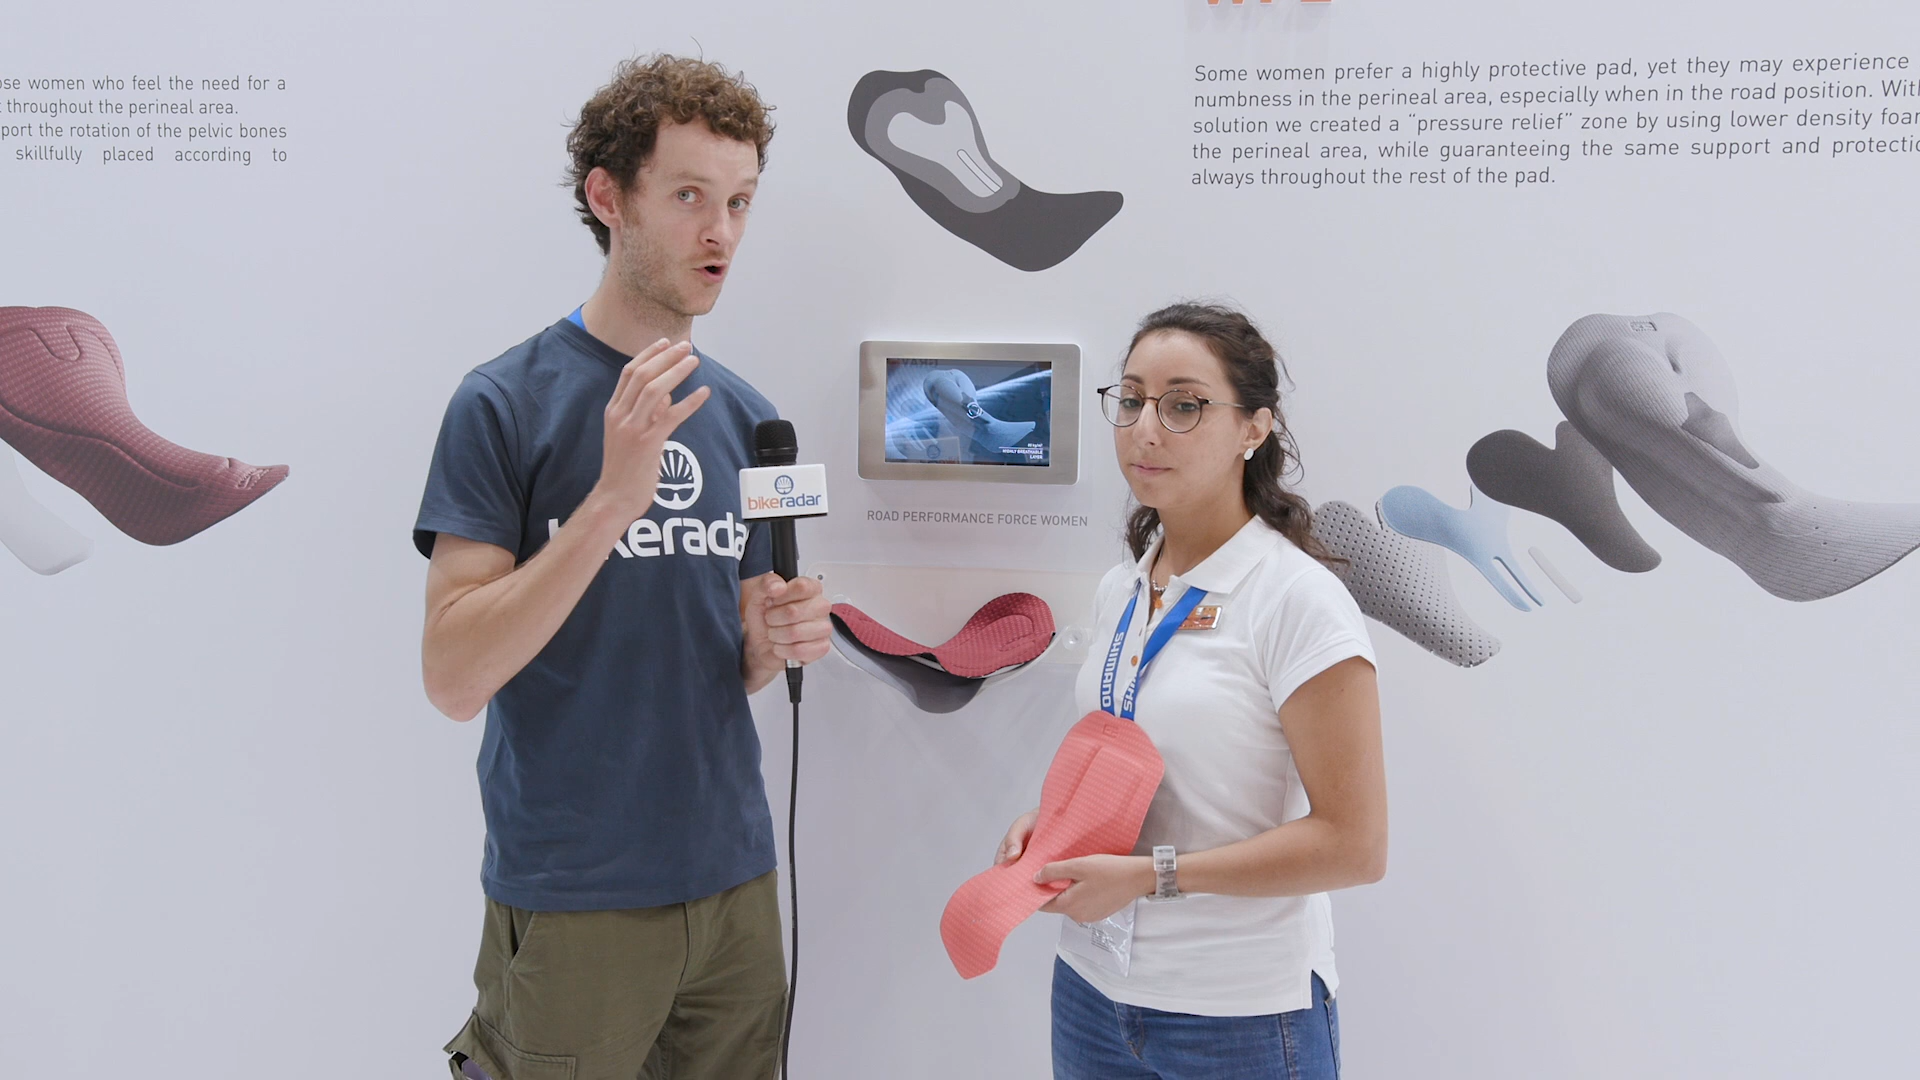 ose women who feel the need for a
throughout the perineal area.
port the rotation of the pelvic bones
skillfully placed according to
Some women prefer a highly protective pad, yet they may experience
numbness in the perineal area, especially when in the road position. With
solution we created a "pressure relief" zone by using lower density foam
the perineal area, while guaranteeing the same support and protectio
always throughout the rest of the pad.
HIGHLY BREATHABLE
LAYER
ROAD PERFORMANCE FORCE WOMEN
bikeradar
bikeradar
SHIMANO